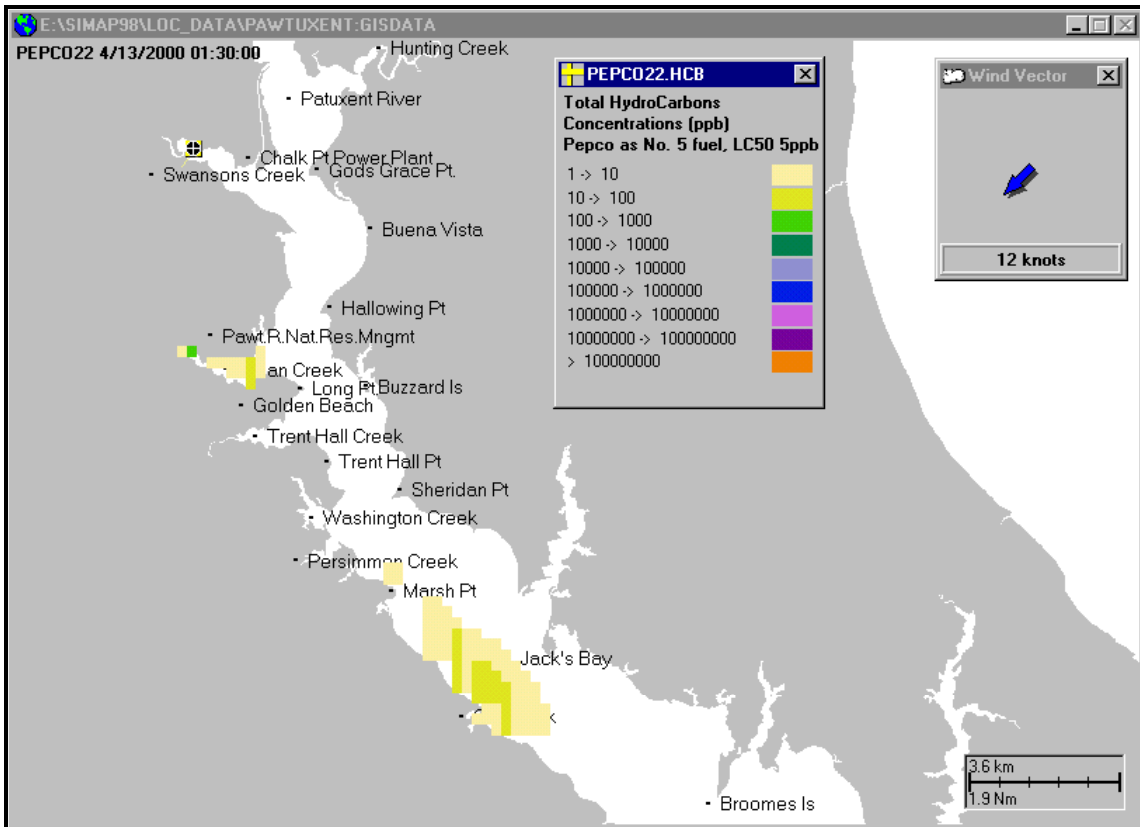 E:\SIMAP98\LOC_DATA\PAWTUXENT:GISDATA
PEPCO22 4/13/2000 01:30:00
Hunting Creek
Patuxent River
Chalk Pt.Power.Plant
Swansons Creek
Gods Grace Pt.
Buena Vista
Hallowing Pt
Pawt.R.Nat.Res.Mngmt
an Creek
Long Pt.
Buzzard Is
Golden Beach
Trent Hall Creek
Trent Hall Pt
Sheridan Pt
Washington Creek
Persimmon Creek
Marsh Pt
Jack's Bay
Broomes Is
PEPCO22.HCB
Total HydroCarbons
Concentrations (ppb)
Pepco as No. 5 fuel, LC50 5ppb
1 -> 10
10 -> 100
100 -> 1000
1000 -> 10000
10000 -> 100000
100000 -> 1000000
1000000 -> 10000000
10000000 -> 100000000
> 100000000
Wind Vector
12 knots
3.6 km
1.9 Nm